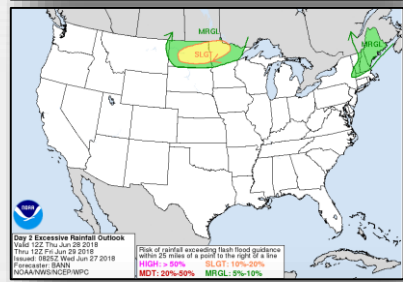 MRGL
SLGT
MRGL
NOAA
Day 2 Excessive Rainfall Outlook
Valid 12Z Thu Jun 28 2018
Thru 12Z Fri Jun 29 2018
Issued: 0825Z Wed Jun 27 2018
Forecaster: BANN
NOAA/NWS/NCEP/WPC
Risk of rainfall exceeding flash flood guidance
within 25 miles of a point to the right of a line
HIGH: > 50% SLGT: 10%-20%
MDT: 20%-50% MRGL: 5%-10%